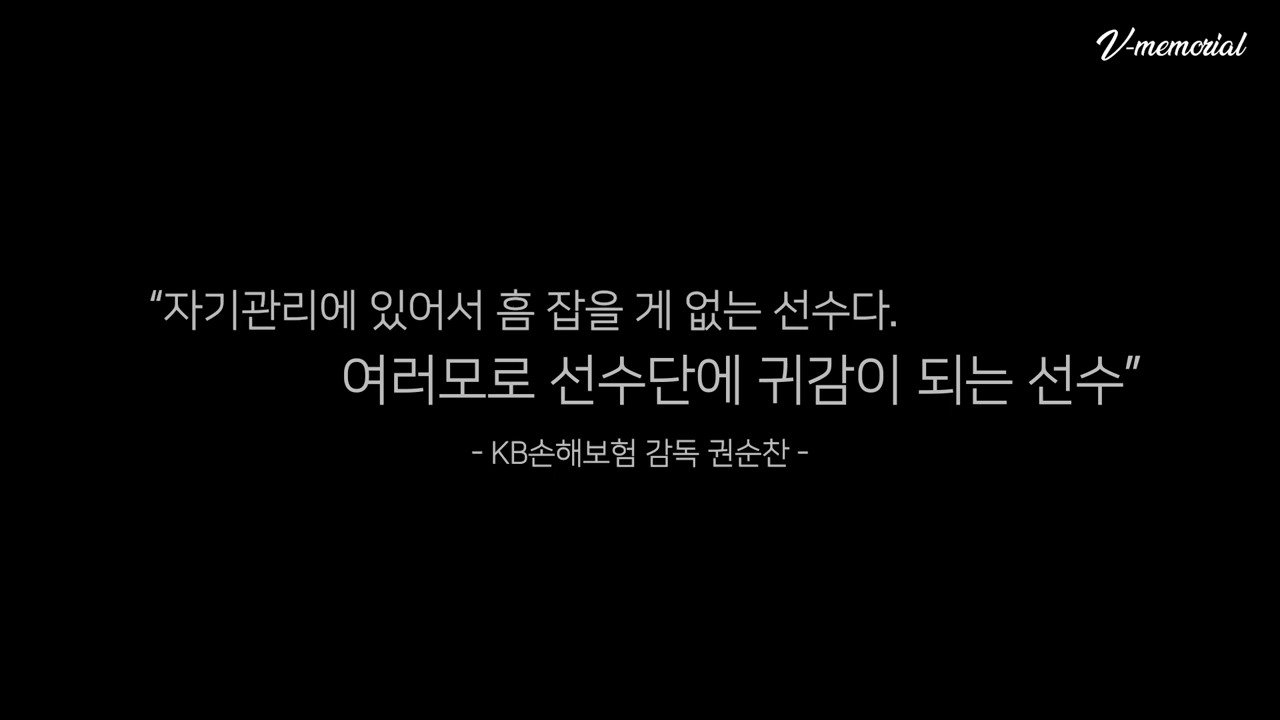 V-memorial
“자기관리에 있어서 흠 잡을 게 없는 선수다.
여러모로 선수단에 귀감이 되는 선수”
- KB손해보험 감독 권순찬 -